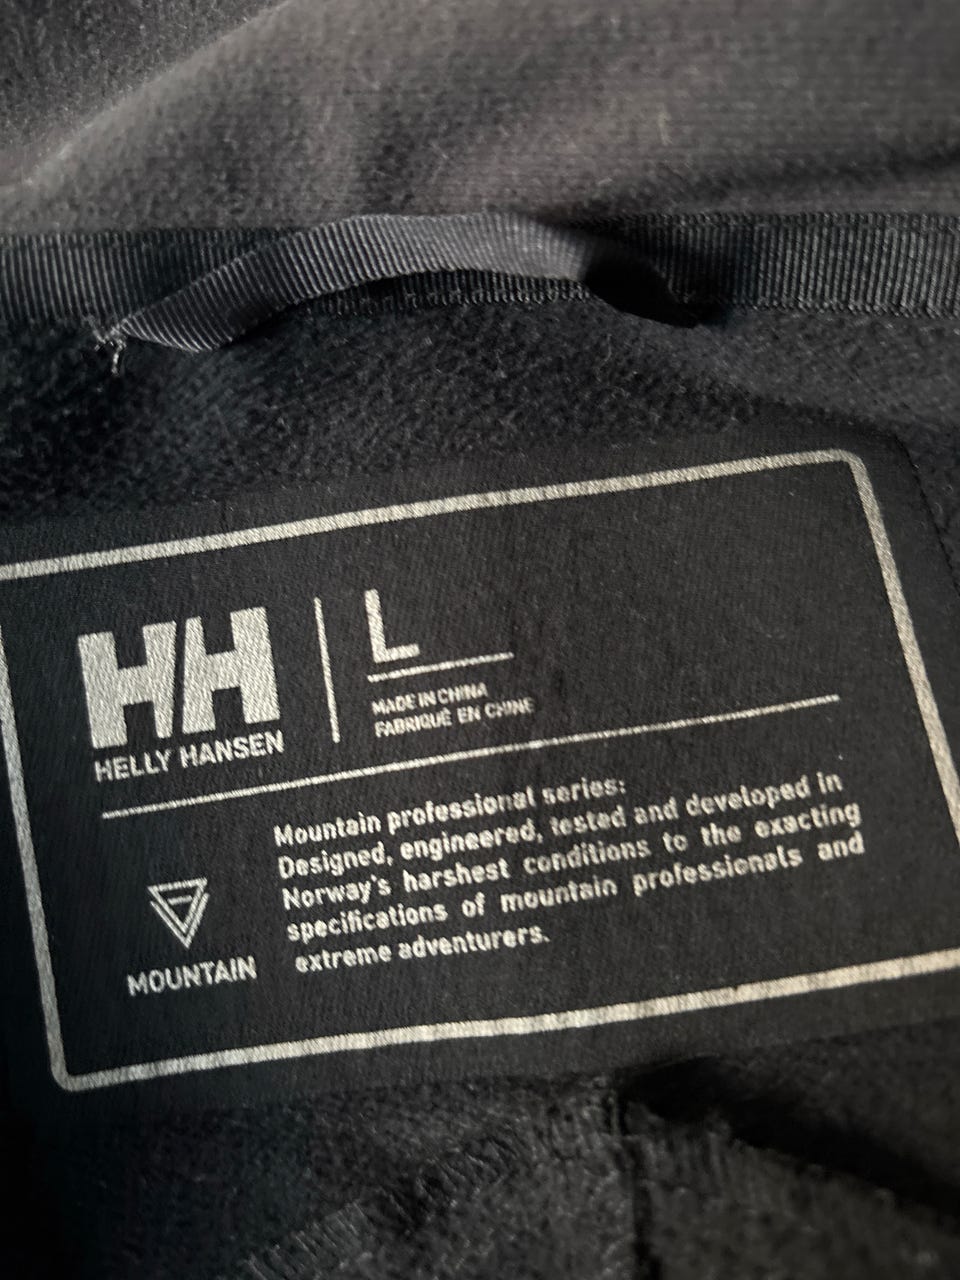 HH
HELLY HANSEN
L
MADE IN CHINA
FABRIQUÉ EN CHINE
Mountain professional series:
Designed, engineered, tested and developed in
Norway's harshest conditions to the exacting
specifications of mountain professionals and
extreme adventurers.
MOUNTAIN